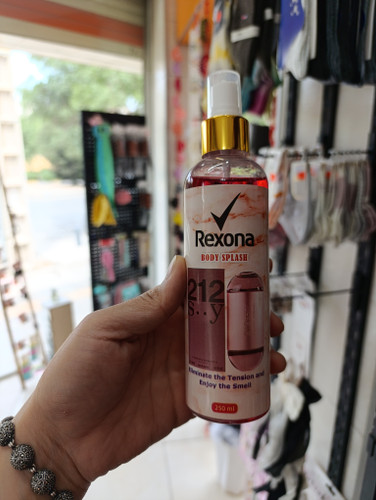 Rexona
BODY SPLASH
212
s..y
Eliminate the Tension and
Enjoy the Smell
250 ml